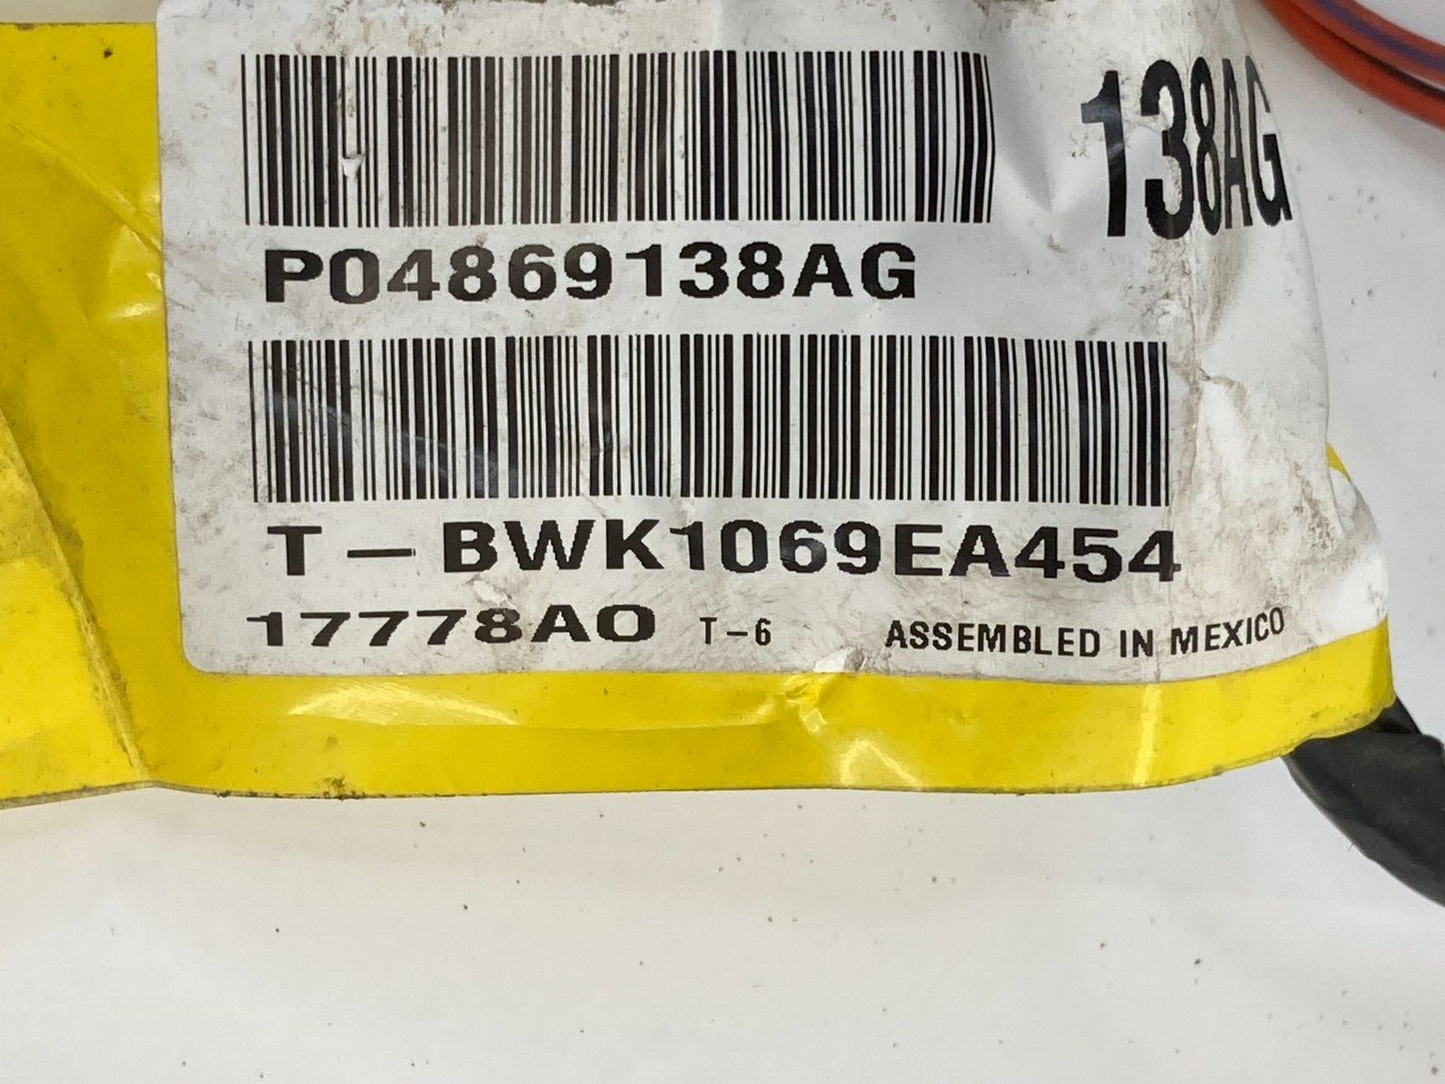 138AG
P04869138AG
T-BWK1069EA454
17778AO T-6 ASSEMBLED IN MEXICO